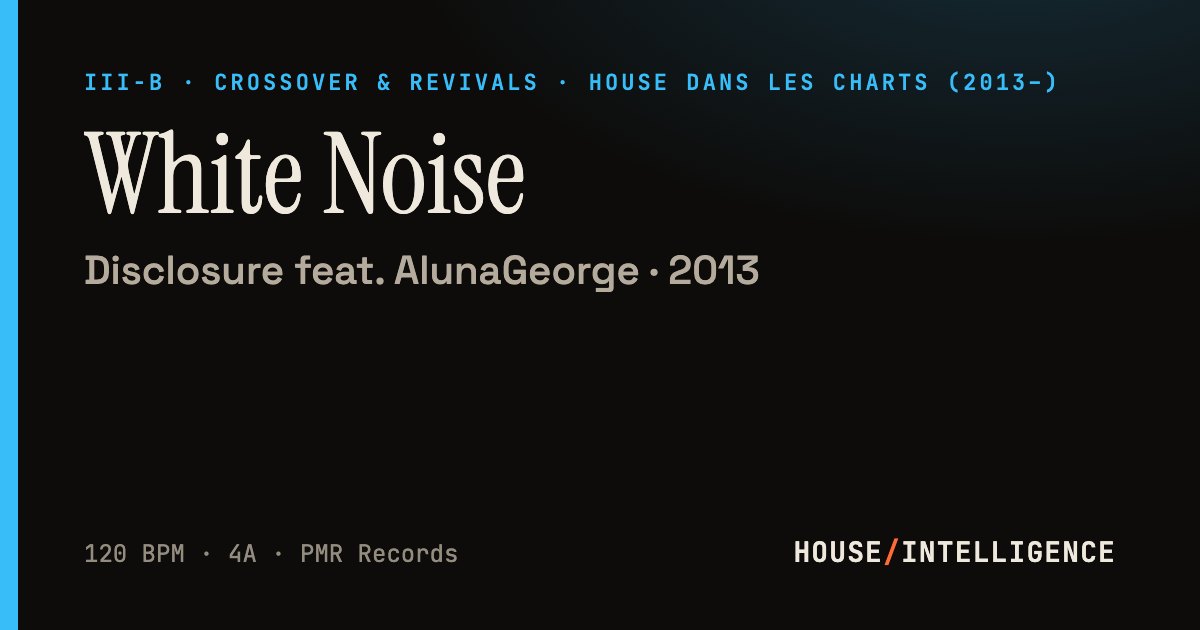 III-B · CROSSOVER & REVIVALS · HOUSE DANS LES CHARTS (2013–)
White Noise
Disclosure feat. AlunaGeorge · 2013
120 BPM · 4A · PMR Records
HOUSE/INTELLIGENCE